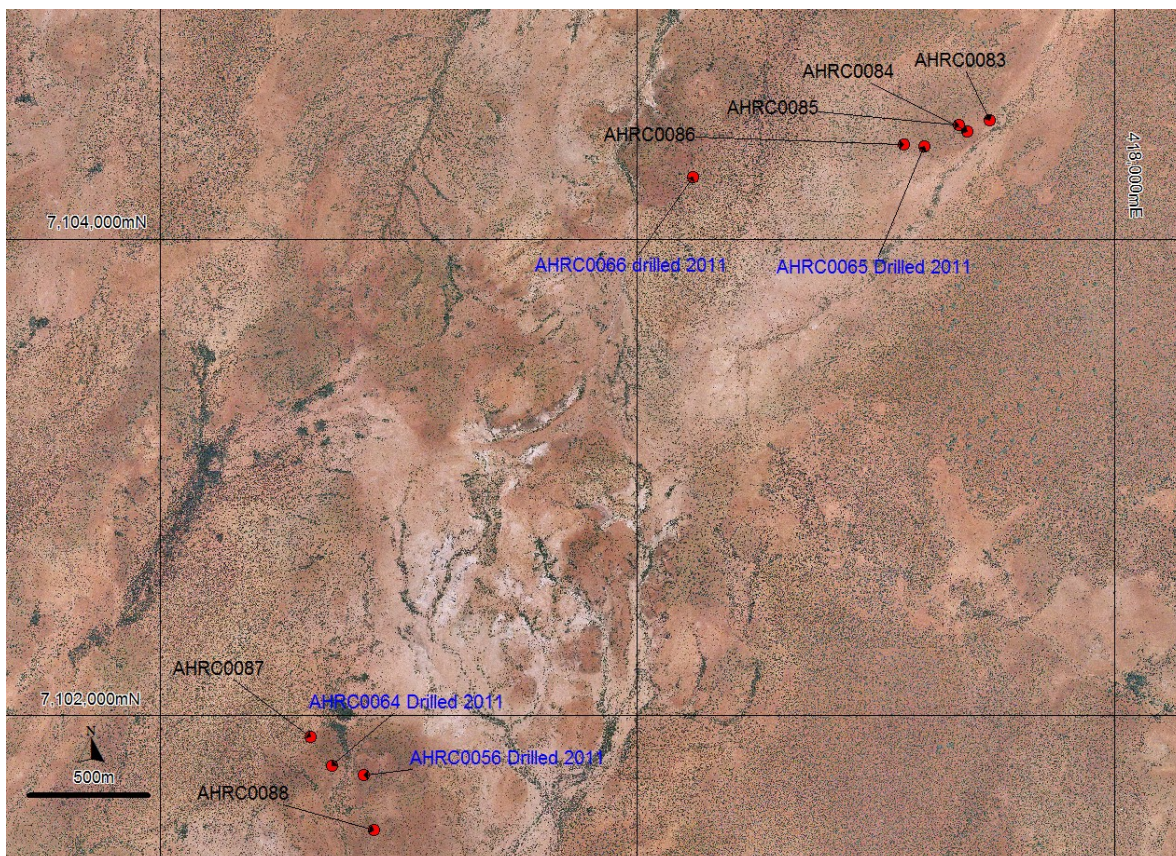 AHRC0083
AHRC0084
AHRC0085
AHRC0086
418,000mE
7,104,000mN
AHRC0066 drilled 2011
AHRC0065 Drilled 2011
AHRC0087
7,102,000mN
AHRC0064 Drilled 2011
N
AHRC0056 Drilled 2011
500m
AHRC0088